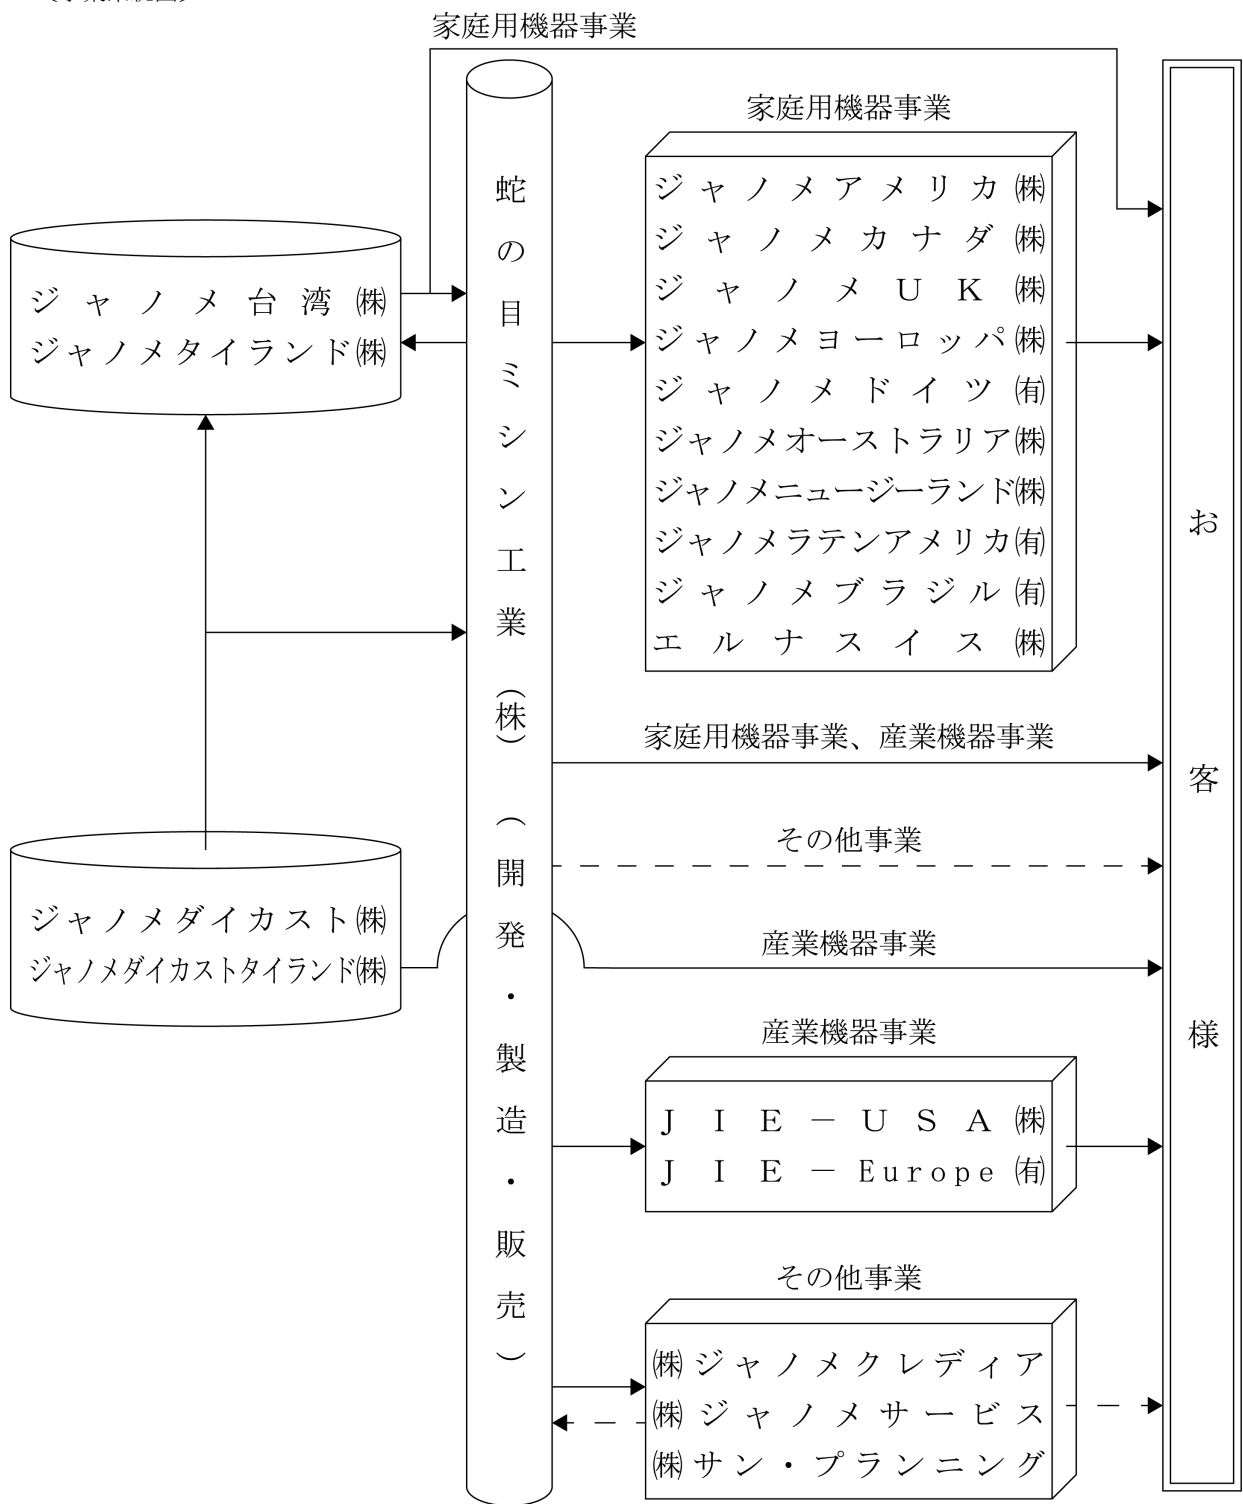 家庭用機器事業
ジャノメ台湾㈱
ジャノメタイランド㈱
ジャノメダイカスト㈱
ジャノメダイカストタイランド㈱
蛇の目ミシン工業（株）（開発・製造・販売）
家庭用機器事業
ジャノメアメリカ㈱
ジャノメカナダ㈱
ジャノメＵＫ㈱
ジャノメヨーロッパ㈱
ジャノメドイツ㈲
ジャノメオーストラリア㈱
ジャノメニュージーランド㈱
ジャノメラテンアメリカ㈲
ジャノメブラジル㈲
エルナスイス㈱
家庭用機器事業、産業機器事業
その他事業
産業機器事業
産業機器事業
ＪＩＥ－ＵＳＡ㈱
ＪＩＥ－Europe㈲
その他事業
㈱ジャノメクレディア
㈱ジャノメサービス
㈱サン・プランニング
お客様